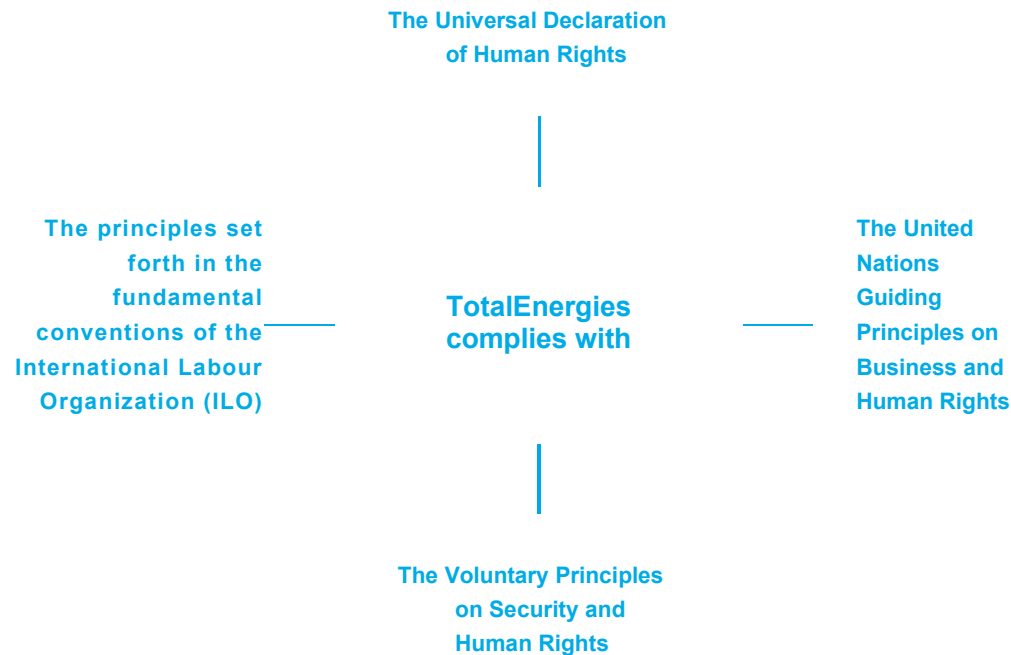 The Universal Declaration
of Human Rights
The principles set
forth in the
fundamental
conventions of the
International Labour
Organization (ILO)
TotalEnergies
complies with
The United
Nations
Guiding
Principles on
Business and
Human Rights
The Voluntary Principles
on Security and
Human Rights